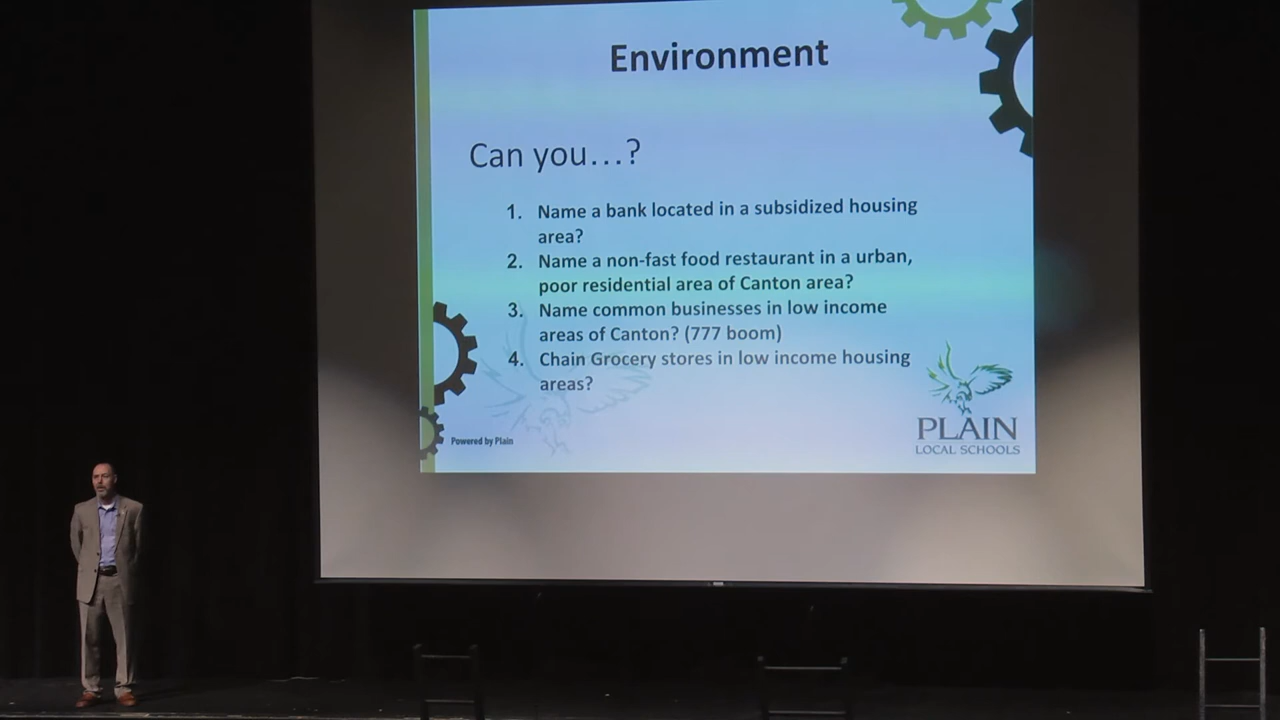 Environment
Can you...?
1. Name a bank located in a subsidized housing
area?
2. Name a non-fast food restaurant in a urban,
poor residential area of Canton area?
3. Name common businesses in low income
areas of Canton? (777 boom)
4. Chain Grocery stores in low income housing
areas?
Powered by Plain
PLAIN
LOCAL SCHOOLS